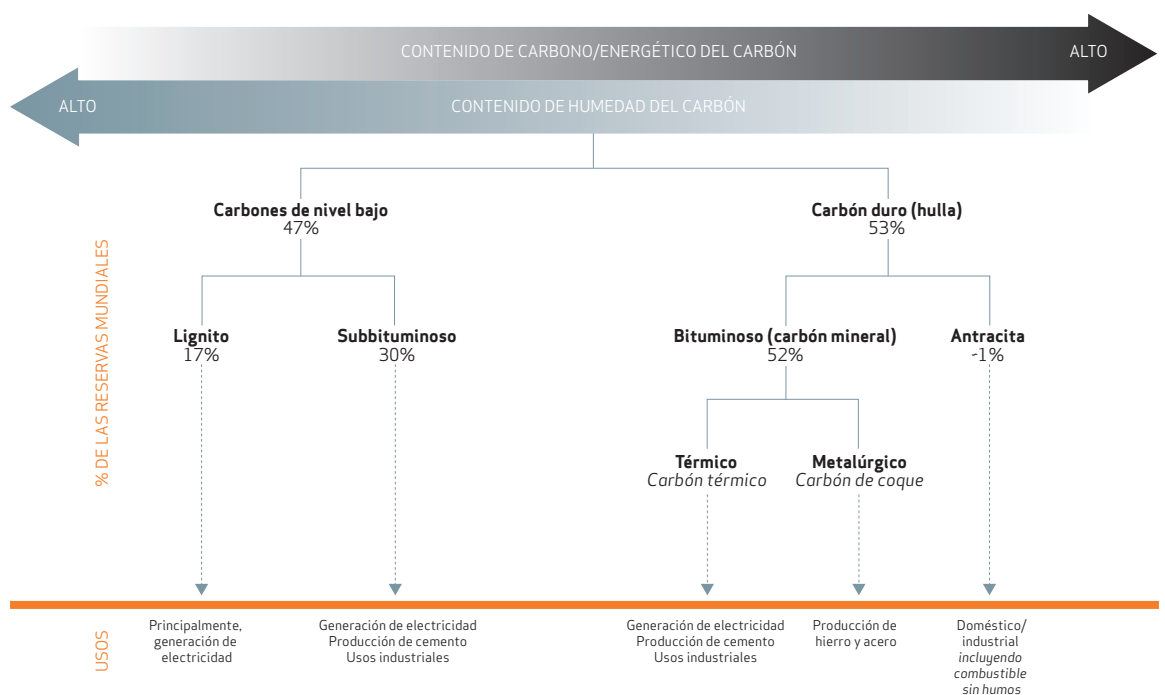 CONTENIDO DE CARBONO/ENERGÉTICO DEL CARBÓN
ALTO
ALTO
CONTENIDO DE HUMEDAD DEL CARBÓN
Carbones de nivel bajo
47%
Carbón duro (hulla)
53%
% DE LAS RESERVAS MUNDIALES
Lignito
17%
Subbituminoso
30%
Bituminoso (carbón mineral)
52%
Antracita
-1%
Térmico
Carbón térmico
Metalúrgico
Carbón de coque
USOS
Principalmente,
generación de
electricidad
Generación de electricidad
Producción de cemento
Usos industriales
Generación de electricidad
Producción de cemento
Usos industriales
Producción de
hierro y acero
Doméstico/
industrial
incluyendo
combustible
sin humos